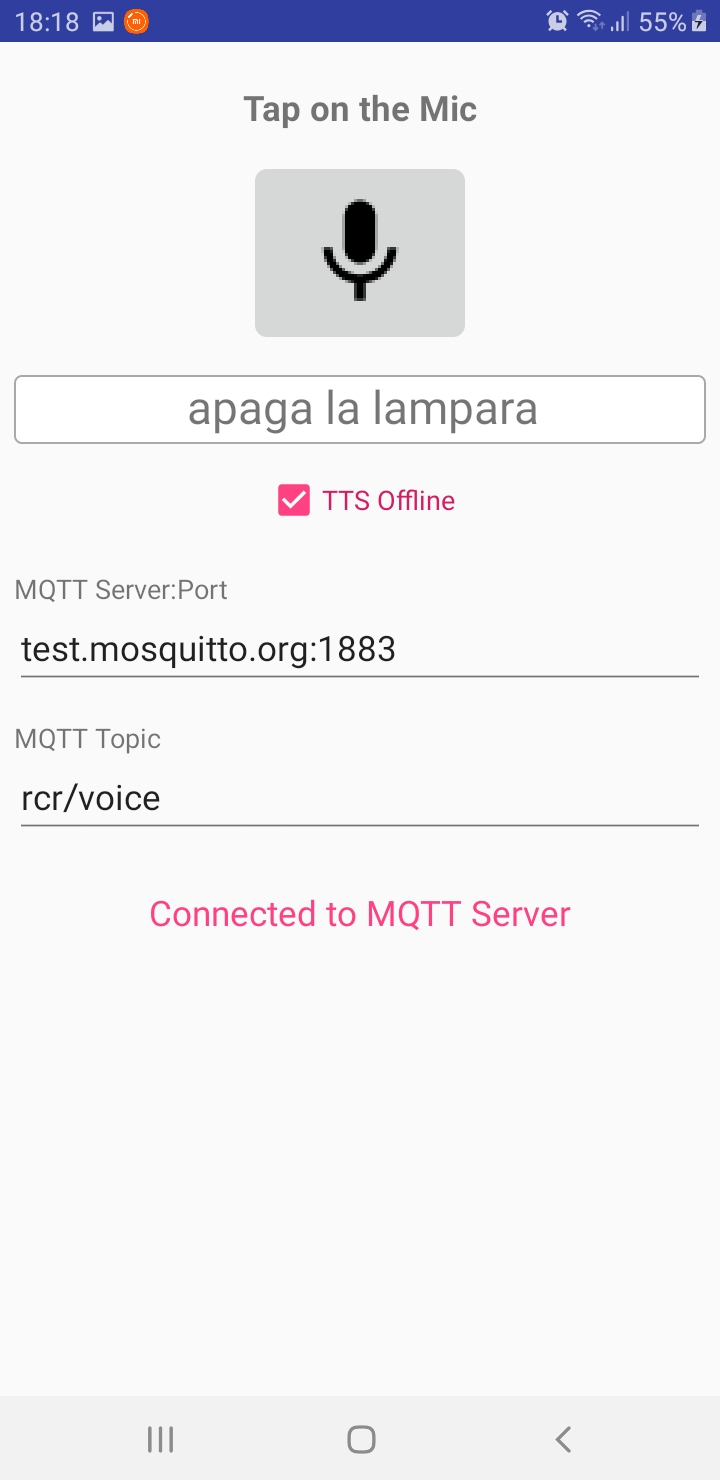 18:18 55%
Tap on the Mic
apaga la lampara
TTS Offline
MQTT Server:Port
test.mosquitto.org:1883
MQTT Topic
rcr/voice
Connected to MQTT Server